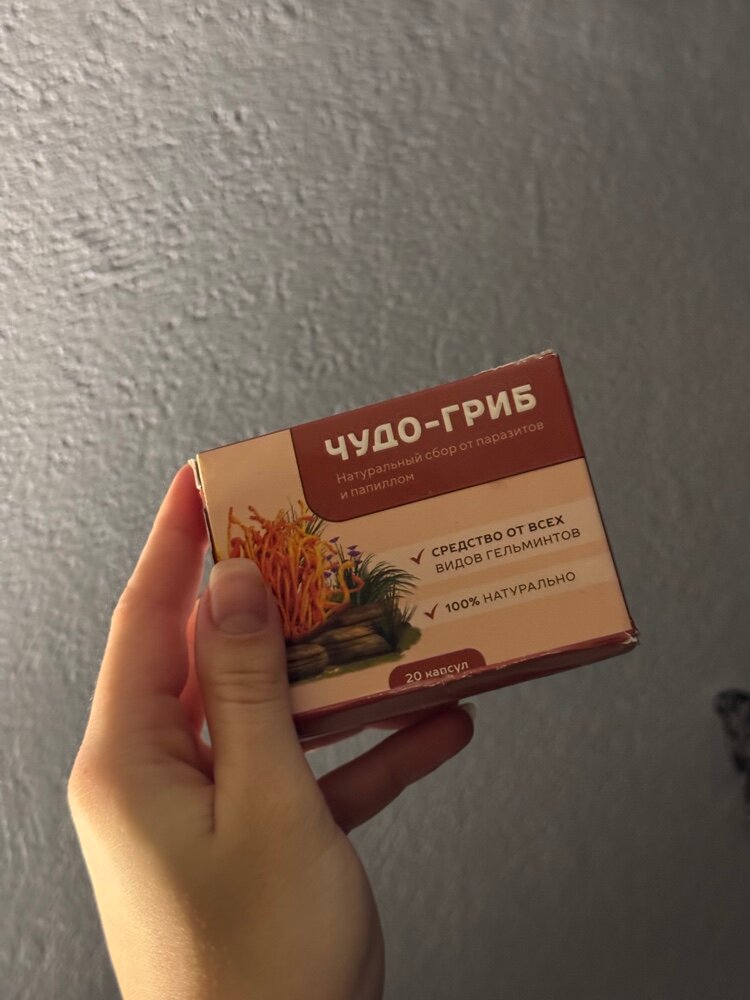 ЧУДО-ГРИБ
Натуральный сбор от паразитов
и папиллом
СРЕДСТВО ОТ ВСЕХ
ВИДОВ ГЕЛЬМИНТОВ
100% НАТУРАЛЬНО
20 капсул